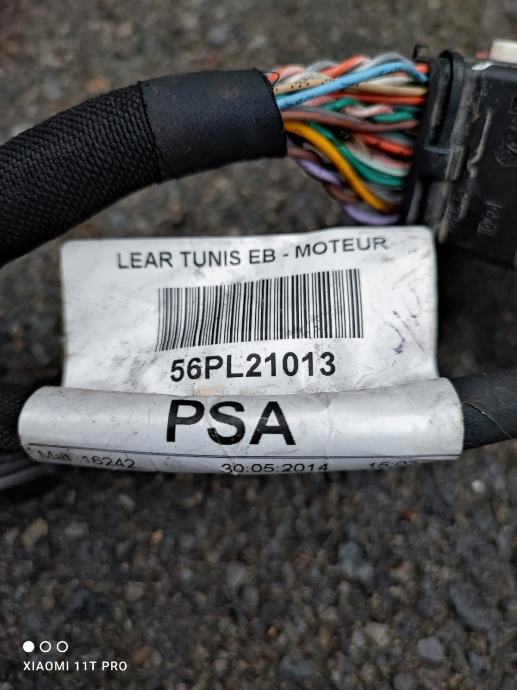 LEAR TUNIS EB - MOTEUR
56PL21013
PSA
Mat. 16242 30.05.2014
XIAOMI 11T PRO